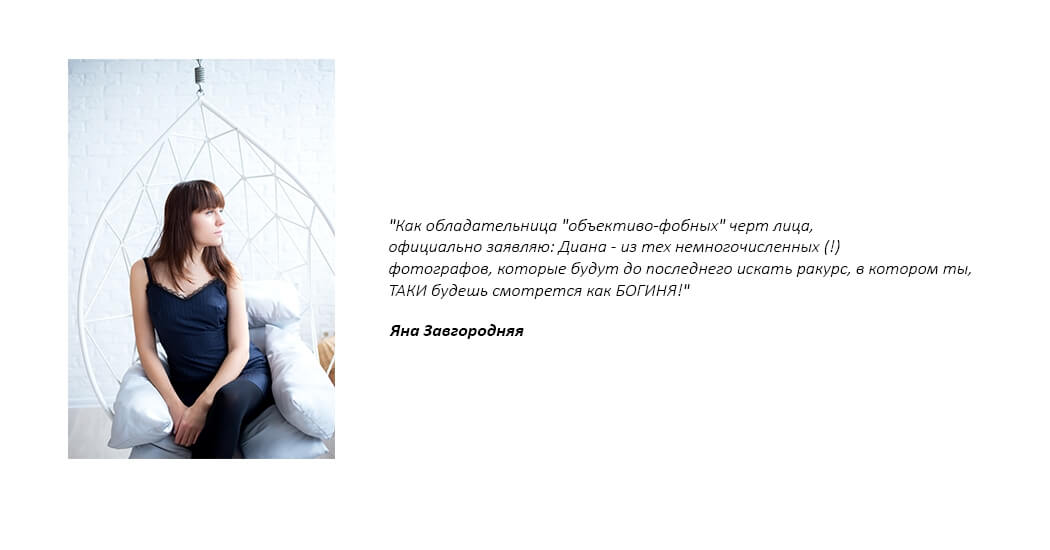 "Как обладательница "объективо-фобных" черт лица,
официально заявляю: Диана - из тех немногочисленных (!)
фотографов, которые будут до последнего искать ракурс, в котором ты,
ТАКИ будешь смотрется как БОГИНЯ!"
Яна Завгородняя